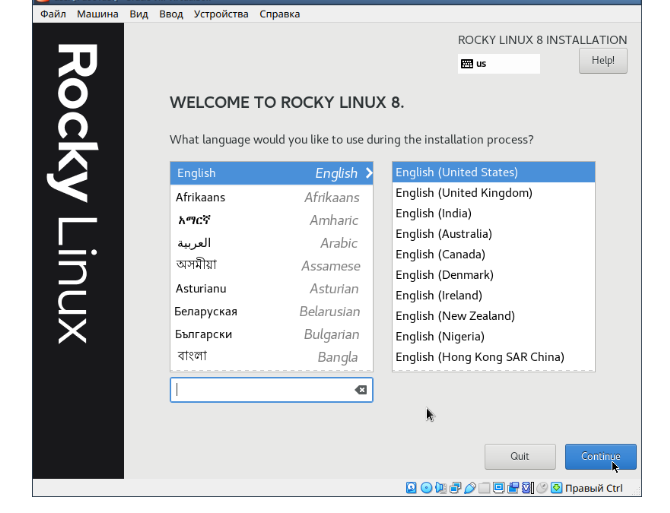 Файл Машина Вид Ввод Устройства Справка
Rocky Linux
ROCKY LINUX 8 INSTALLATION
us
Help!
WELCOME TO ROCKY LINUX 8.
What language would you like to use during the installation process?
English English
Afrikaans Afrikaans
አማርኛ Amharic
العربية Arabic
অসমীয়া Assamese
Asturianu Asturian
Беларуская Belarusian
Български Bulgarian
বাংলা Bangla
English (United States)
English (United Kingdom)
English (India)
English (Australia)
English (Canada)
English (Denmark)
English (Ireland)
English (New Zealand)
English (Nigeria)
English (Hong Kong SAR China)
Quit
Continue
Правый Ctrl